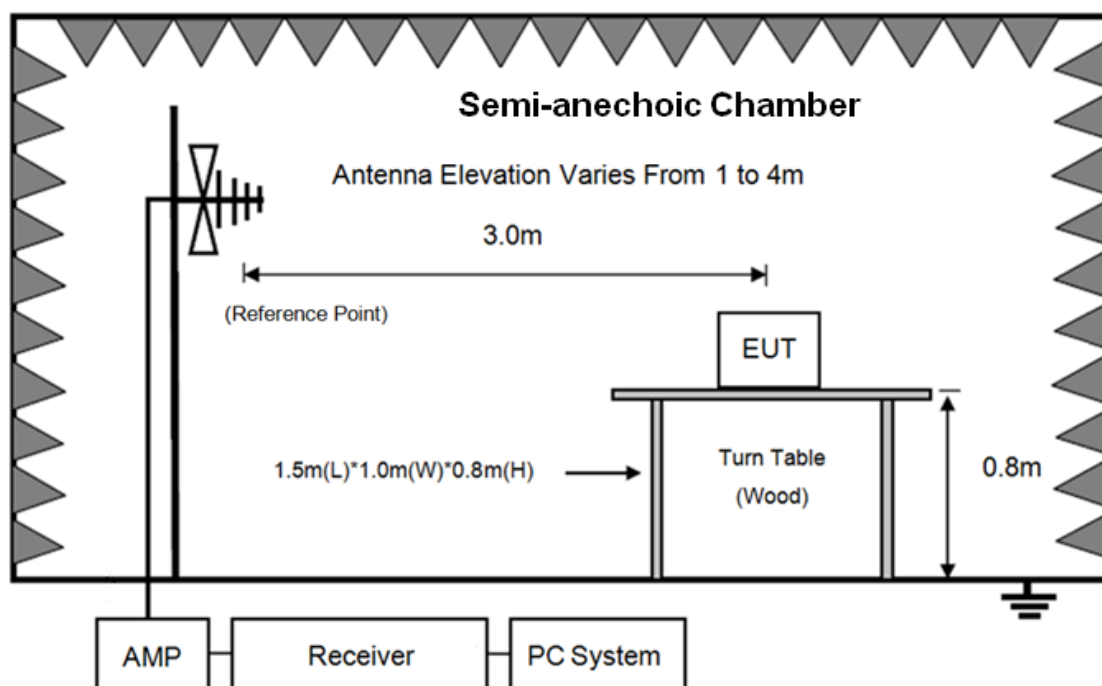 Semi-anechoic Chamber
Antenna Elevation Varies From 1 to 4m
3.0m
(Reference Point)
EUT
1.5m(L)*1.0m(W)*0.8m(H)
Turn Table
(Wood)
0.8m
AMP
Receiver
PC System